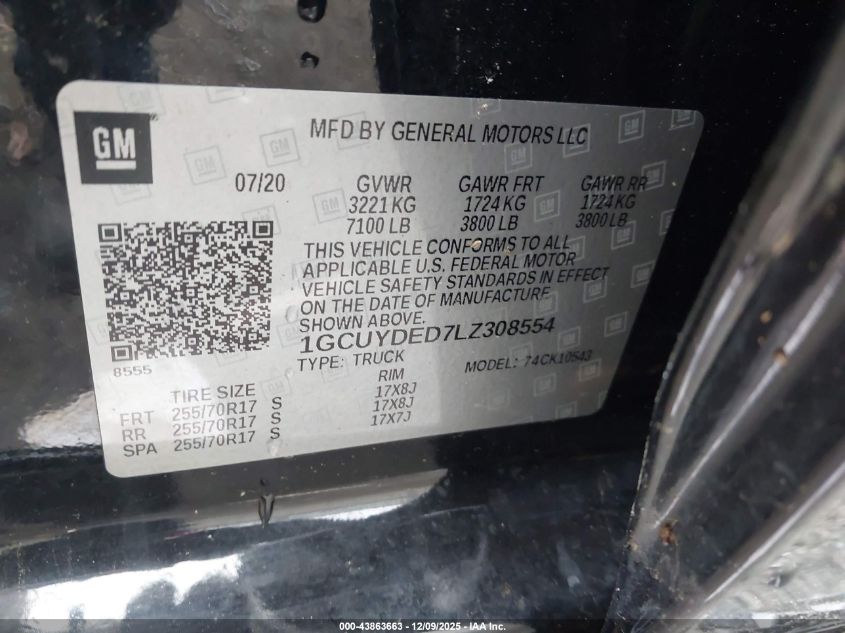 GM
MFD BY GENERAL MOTORS LLC
07/20 GVWR GAWR FRT GAWR RR
3221 KG 1724 KG 1724 KG
7100 LB 3800 LB 3800 LB
THIS VEHICLE CONFORMS TO ALL
APPLICABLE U.S. FEDERAL MOTOR
VEHICLE SAFETY STANDARDS IN EFFECT
ON THE DATE OF MANUFACTURE
SHOWN ABOVE.
1GCUYDED7LZ308554
8555 TYPE: TRUCK MODEL: 74CK10543
TIRE SIZE RIM
FRT 255/70R17 S 17X8J
RR 255/70R17 S 17X8J
SPA 255/70R17 S 17X7J
000-43863663 - 12/09/2025 - IAA Inc.